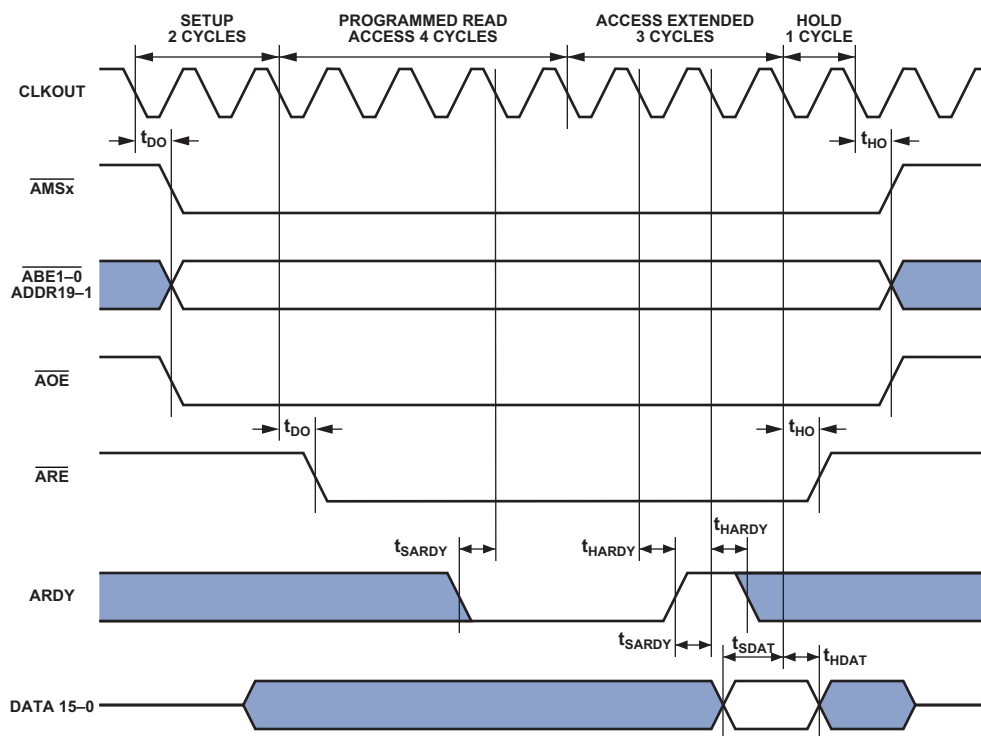 SETUP
2 CYCLES
PROGRAMMED READ
ACCESS 4 CYCLES
ACCESS EXTENDED
3 CYCLES
HOLD
1 CYCLE
CLKOUT
tDO
tHO
AMSx
ABE1–0
ADDR19–1
AOE
tDO
tHO
ARE
tSARDY
tHARDY
tHARDY
ARDY
tSARDY
tSDAT
tHDAT
DATA 15–0